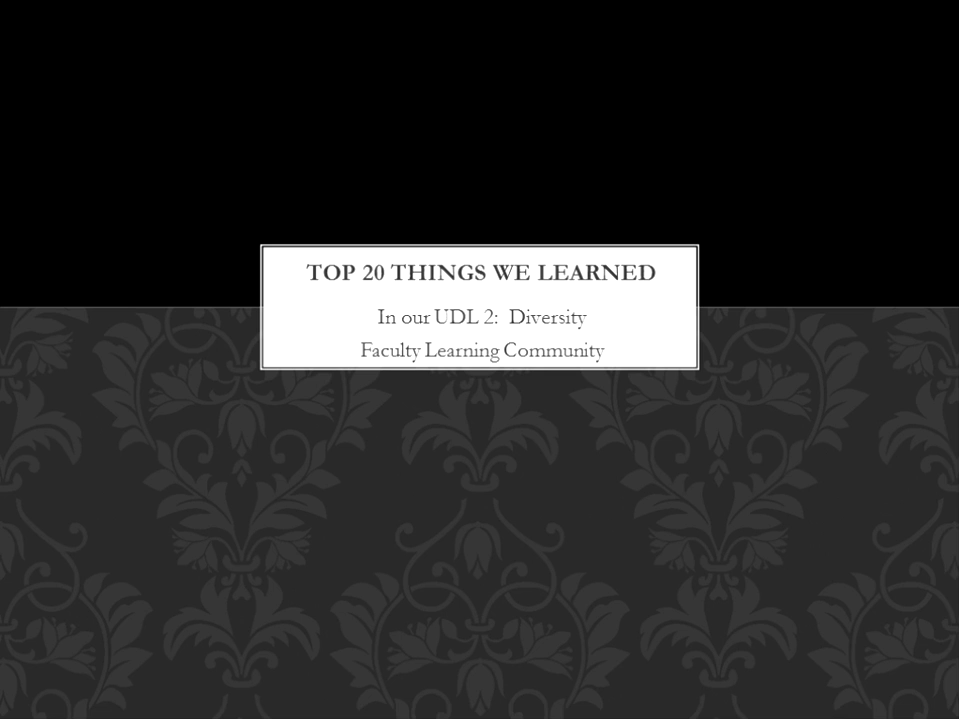 TOP 20 THINGS WE LEARNED
In our UDL 2:  Diversity
Faculty Learning Community